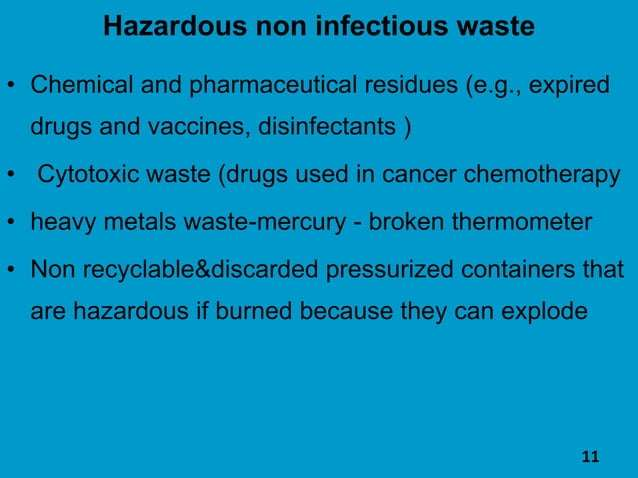 Hazardous non infectious waste
• Chemical and pharmaceutical residues (e.g., expired
drugs and vaccines, disinfectants )
• Cytotoxic waste (drugs used in cancer chemotherapy
• heavy metals waste-mercury - broken thermometer
• Non recyclable&discarded pressurized containers that
are hazardous if burned because they can explode
11